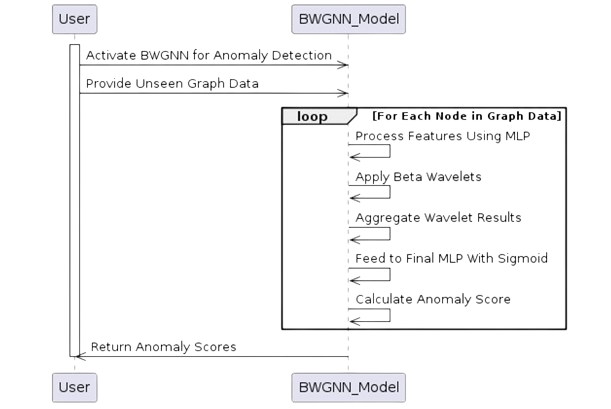 User
BWGNN_Model
Activate BWGNN for Anomaly Detection
Provide Unseen Graph Data
loop
[For Each Node in Graph Data]
Process Features Using MLP
Apply Beta Wavelets
Aggregate Wavelet Results
Feed to Final MLP With Sigmoid
Calculate Anomaly Score
Return Anomaly Scores
User
BWGNN_Model